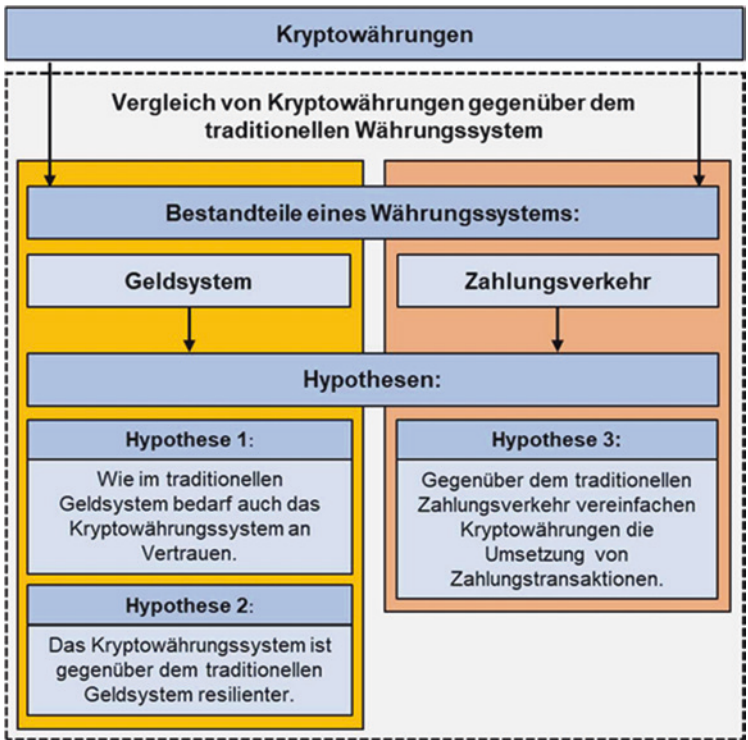 Kryptowährungen
Vergleich von Kryptowährungen gegenüber dem
traditionellen Währungssystem
Bestandteile eines Währungssystems:
Geldsystem
Zahlungsverkehr
Hypothesen:
Hypothese 1:
Wie im traditionellen
Geldsystem bedarf auch das
Kryptowährungssystem an
Vertrauen.
Hypothese 2:
Das Kryptowährungssystem ist
gegenüber dem traditionellen
Geldsystem resilienter.
Hypothese 3:
Gegenüber dem traditionellen
Zahlungsverkehr vereinfachen
Kryptowährungen die
Umsetzung von
Zahlungstransaktionen.